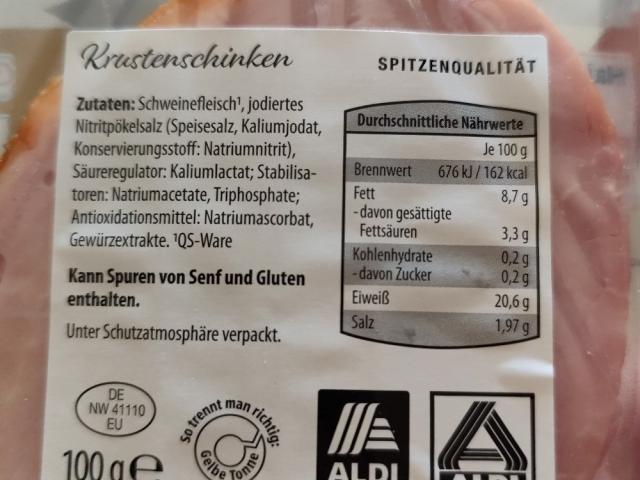 Krustenschinken
SPITZENQUALITÄT
Zutaten: Schweinefleisch¹, jodiertes
Nitritpökelsalz (Speisesalz, Kaliumjodat,
Konservierungsstoff: Natriumnitrit),
Säureregulator: Kaliumlactat; Stabilisa-
toren: Natriumacetate, Triphosphate;
Antioxidationsmittel: Natriumascorbat,
Gewürzextrakte. ¹QS-Ware
Kann Spuren von Senf und Gluten
enthalten.
Unter Schutzatmosphäre verpackt.
Durchschnittliche Nährwerte
Je 100 g
Brennwert 676 kJ / 162 kcal
Fett 8,7 g
- davon gesättigte
Fettsäuren 3,3 g
Kohlenhydrate 0,2 g
- davon Zucker 0,2 g
Eiweiß 20,6 g
Salz 1,97 g
DE
NW 41110
EU
So trennt man richtig:
Gelbe Tonne
100 g e
ALDI
ALDI